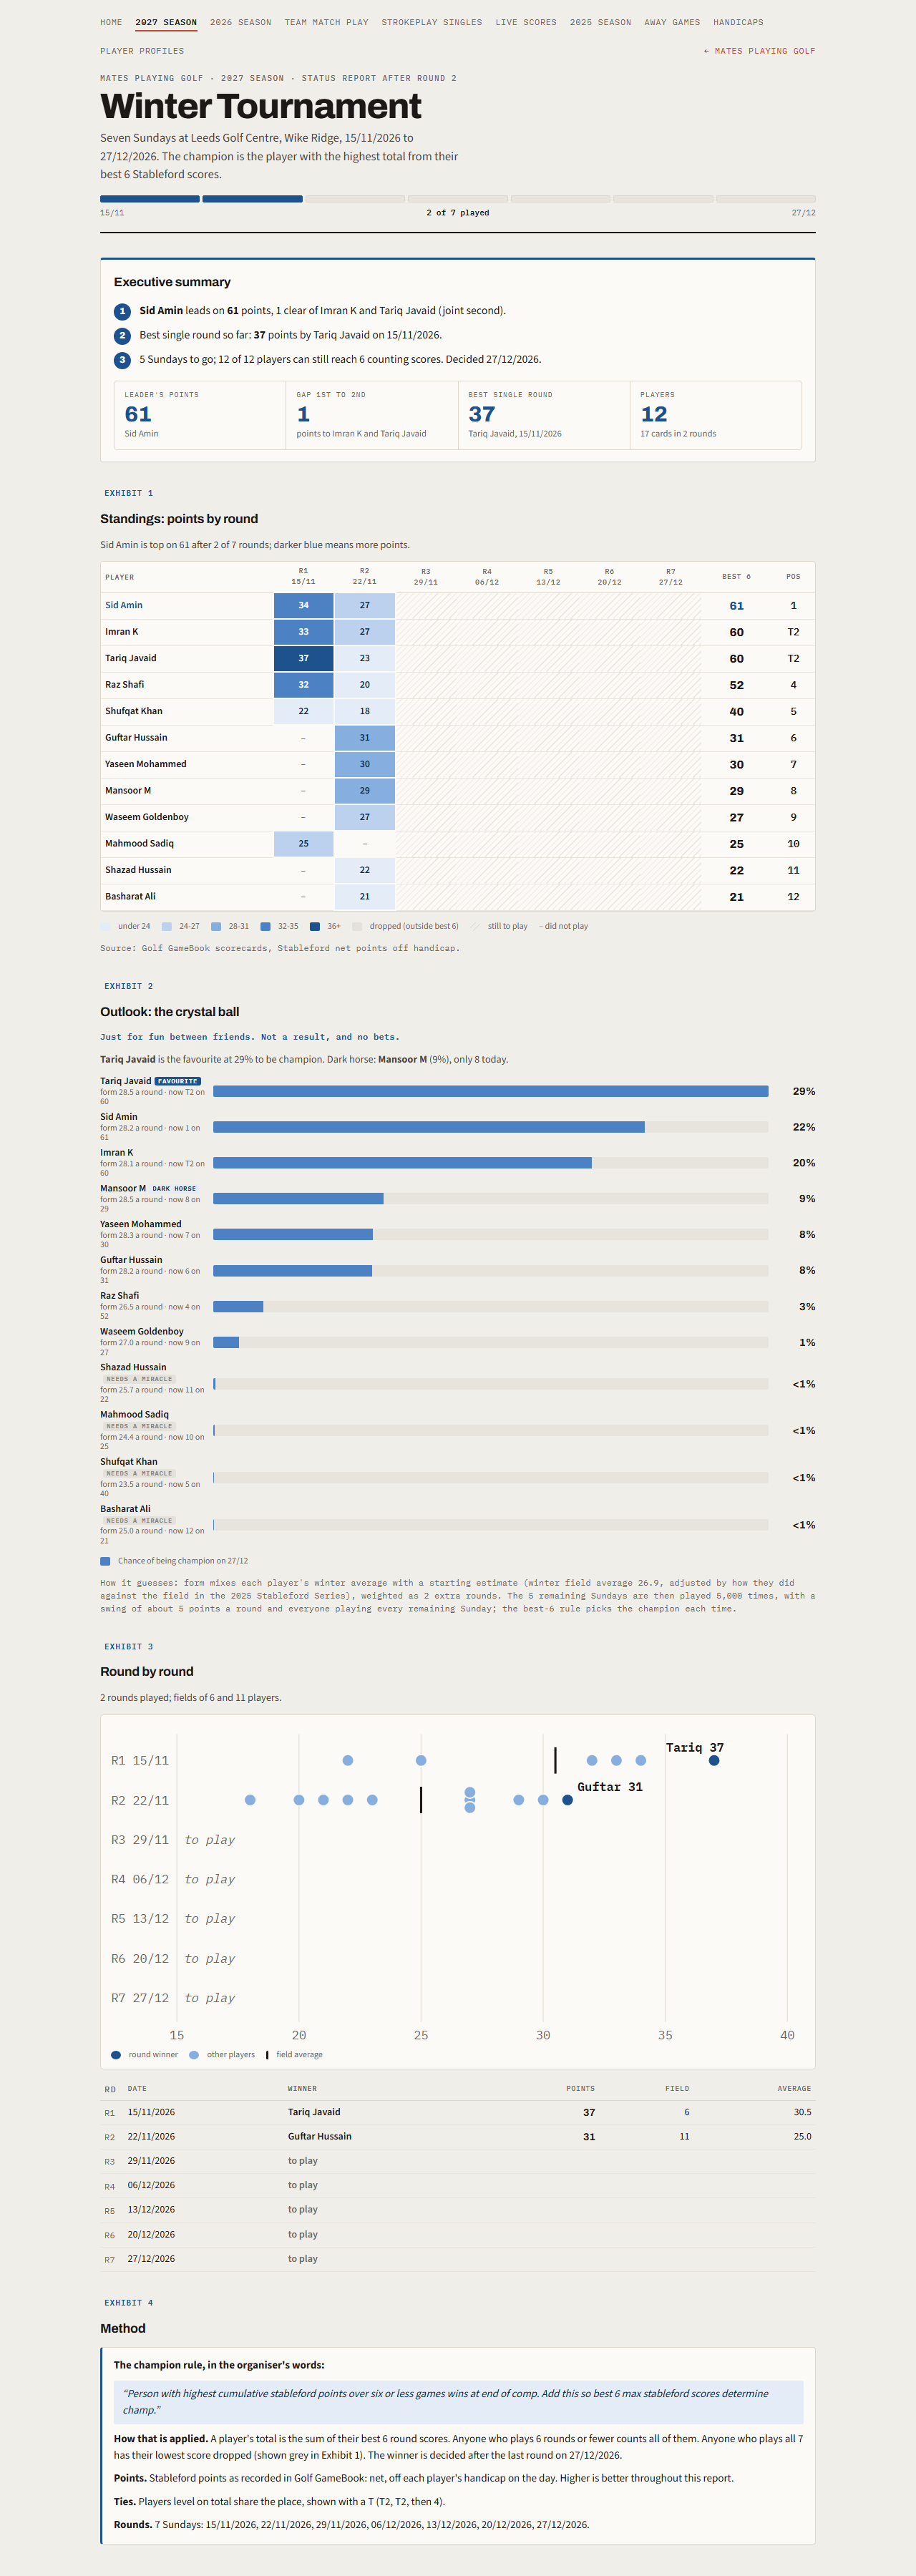 HOME 2027 SEASON 2026 SEASON TEAM MATCH PLAY STROKEPLAY SINGLES LIVE SCORES 2025 SEASON AWAY GAMES HANDICAPS
PLAYER PROFILES ← MATES PLAYING GOLF
MATES PLAYING GOLF · 2027 SEASON · STATUS REPORT AFTER ROUND 2
Winter Tournament
Seven Sundays at Leeds Golf Centre, Wike Ridge, 15/11/2026 to
27/12/2026. The champion is the player with the highest total from their
best 6 Stableford scores.
15/11 2 of 7 played 27/12
Executive summary
1 Sid Amin leads on 61 points, 1 clear of Imran K and Tariq Javaid (joint second).
2 Best single round so far: 37 points by Tariq Javaid on 15/11/2026.
3 5 Sundays to go; 12 of 12 players can still reach 6 counting scores. Decided 27/12/2026.
LEADER'S POINTS GAP 1ST TO 2ND BEST SINGLE ROUND PLAYERS
61 1 37 12
Sid Amin points to Imran K and Tariq Javaid Tariq Javaid, 15/11/2026 17 cards in 2 rounds
EXHIBIT 1
Standings: points by round
Sid Amin is top on 61 after 2 of 7 rounds; darker blue means more points.
PLAYER R1 15/11 R2 22/11 R3 29/11 R4 06/12 R5 13/12 R6 20/12 R7 27/12 BEST 6 POS
Sid Amin 34 27 61 1
Imran K 33 27 60 T2
Tariq Javaid 37 23 60 T2
Raz Shafi 32 20 52 4
Shufqat Khan 22 18 40 5
Guftar Hussain – 31 31 6
Yaseen Mohammed – 30 30 7
Mansoor M – 29 29 8
Waseem Goldenboy – 27 27 9
Mahmood Sadiq 25 – 25 10
Shazad Hussain – 22 22 11
Basharat Ali – 21 21 12
under 24 24-27 28-31 32-35 36+ dropped (outside best 6) still to play – did not play
Source: Golf GameBook scorecards, Stableford net points off handicap.
EXHIBIT 2
Outlook: the crystal ball
Just for fun between friends. Not a result, and no bets.
Tariq Javaid is the favourite at 29% to be champion. Dark horse: Mansoor M (9%), only 8 today.
Tariq Javaid FAVOURITE
form 28.5 a round · now T2 on
60
29%
Sid Amin
form 28.2 a round · now 1 on
61
22%
Imran K
form 28.1 a round · now T2 on
60
20%
Mansoor M DARK HORSE
form 28.5 a round · now 8 on
29
9%
Yaseen Mohammed
form 28.3 a round · now 7 on
30
8%
Guftar Hussain
form 28.2 a round · now 6 on
31
8%
Raz Shafi
form 26.5 a round · now 4 on
52
3%
Waseem Goldenboy
form 27.0 a round · now 9 on
27
1%
Shazad Hussain
NEEDS A MIRACLE
form 25.7 a round · now 11 on
22
<1%
Mahmood Sadiq
NEEDS A MIRACLE
form 24.4 a round · now 10 on
25
<1%
Shufqat Khan
NEEDS A MIRACLE
form 23.5 a round · now 5 on
40
<1%
Basharat Ali
NEEDS A MIRACLE
form 25.0 a round · now 12 on
21
<1%
Chance of being champion on 27/12
How it guesses: form mixes each player's winter average with a starting estimate (winter field average 26.9, adjusted by how they did
against the field in the 2025 Stableford Series), weighted as 2 extra rounds. The 5 remaining Sundays are then played 5,000 times, with a
swing of about 5 points a round and everyone playing every remaining Sunday; the best-6 rule picks the champion each time.
EXHIBIT 3
Round by round
2 rounds played; fields of 6 and 11 players.
Tariq 37
R1 15/11
Guftar 31
R2 22/11
R3 29/11 to play
R4 06/12 to play
R5 13/12 to play
R6 20/12 to play
R7 27/12 to play
15 20 25 30 35 40
round winner other players field average
RD DATE WINNER POINTS FIELD AVERAGE
R1 15/11/2026 Tariq Javaid 37 6 30.5
R2 22/11/2026 Guftar Hussain 31 11 25.0
R3 29/11/2026 to play
R4 06/12/2026 to play
R5 13/12/2026 to play
R6 20/12/2026 to play
R7 27/12/2026 to play
EXHIBIT 4
Method
The champion rule, in the organiser's words:
“Person with highest cumulative stableford points over six or less games wins at end of comp. Add this so best 6 max stableford scores determine
champ.”
How that is applied. A player's total is the sum of their best 6 round scores. Anyone who plays 6 rounds or fewer counts all of them. Anyone who plays all 7
has their lowest score dropped (shown grey in Exhibit 1). The winner is decided after the last round on 27/12/2026.
Points. Stableford points as recorded in Golf GameBook: net, off each player's handicap on the day. Higher is better throughout this report.
Ties. Players level on total share the place, shown with a T (T2, T2, then 4).
Rounds. 7 Sundays: 15/11/2026, 22/11/2026, 29/11/2026, 06/12/2026, 13/12/2026, 20/12/2026, 27/12/2026.